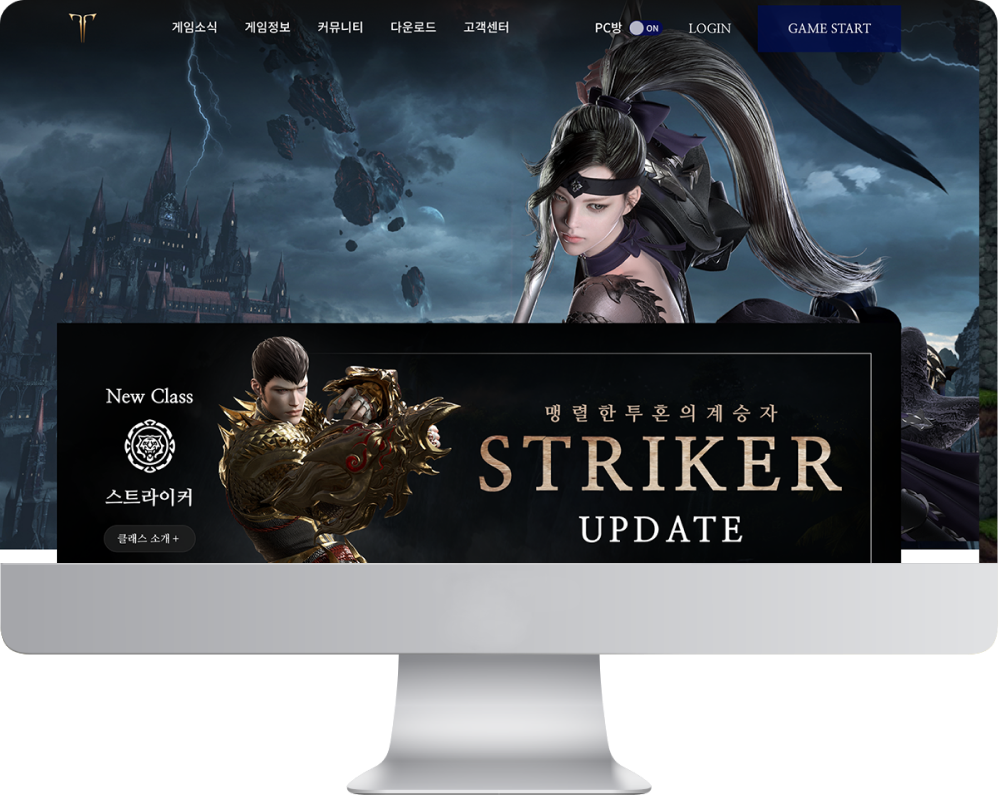 게임소식 게임정보 커뮤니티 다운로드 고객센터 PC방 ON LOGIN GAME START
New Class
스트라이커
클래스 소개 +
맹렬한투혼의계승자
STRIKER
UPDATE